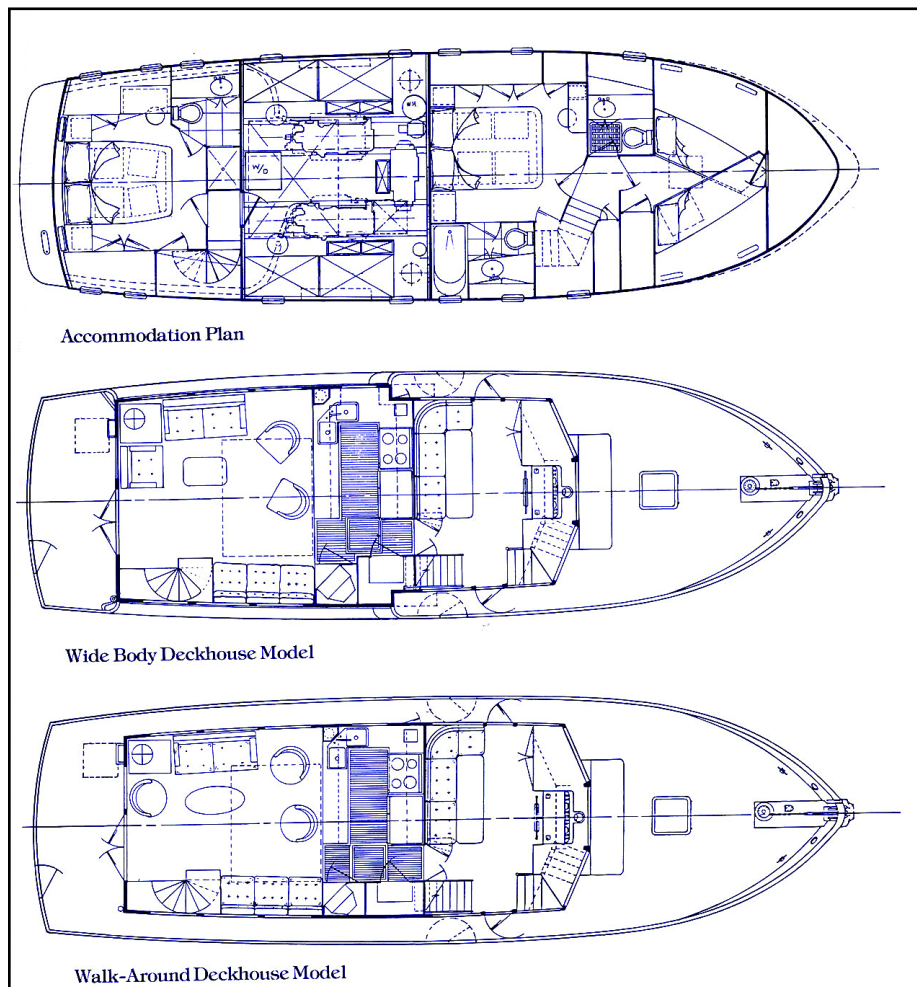 W.H.
W/O
Accommodation Plan
Wide Body Deckhouse Model
Walk-Around Deckhouse Model